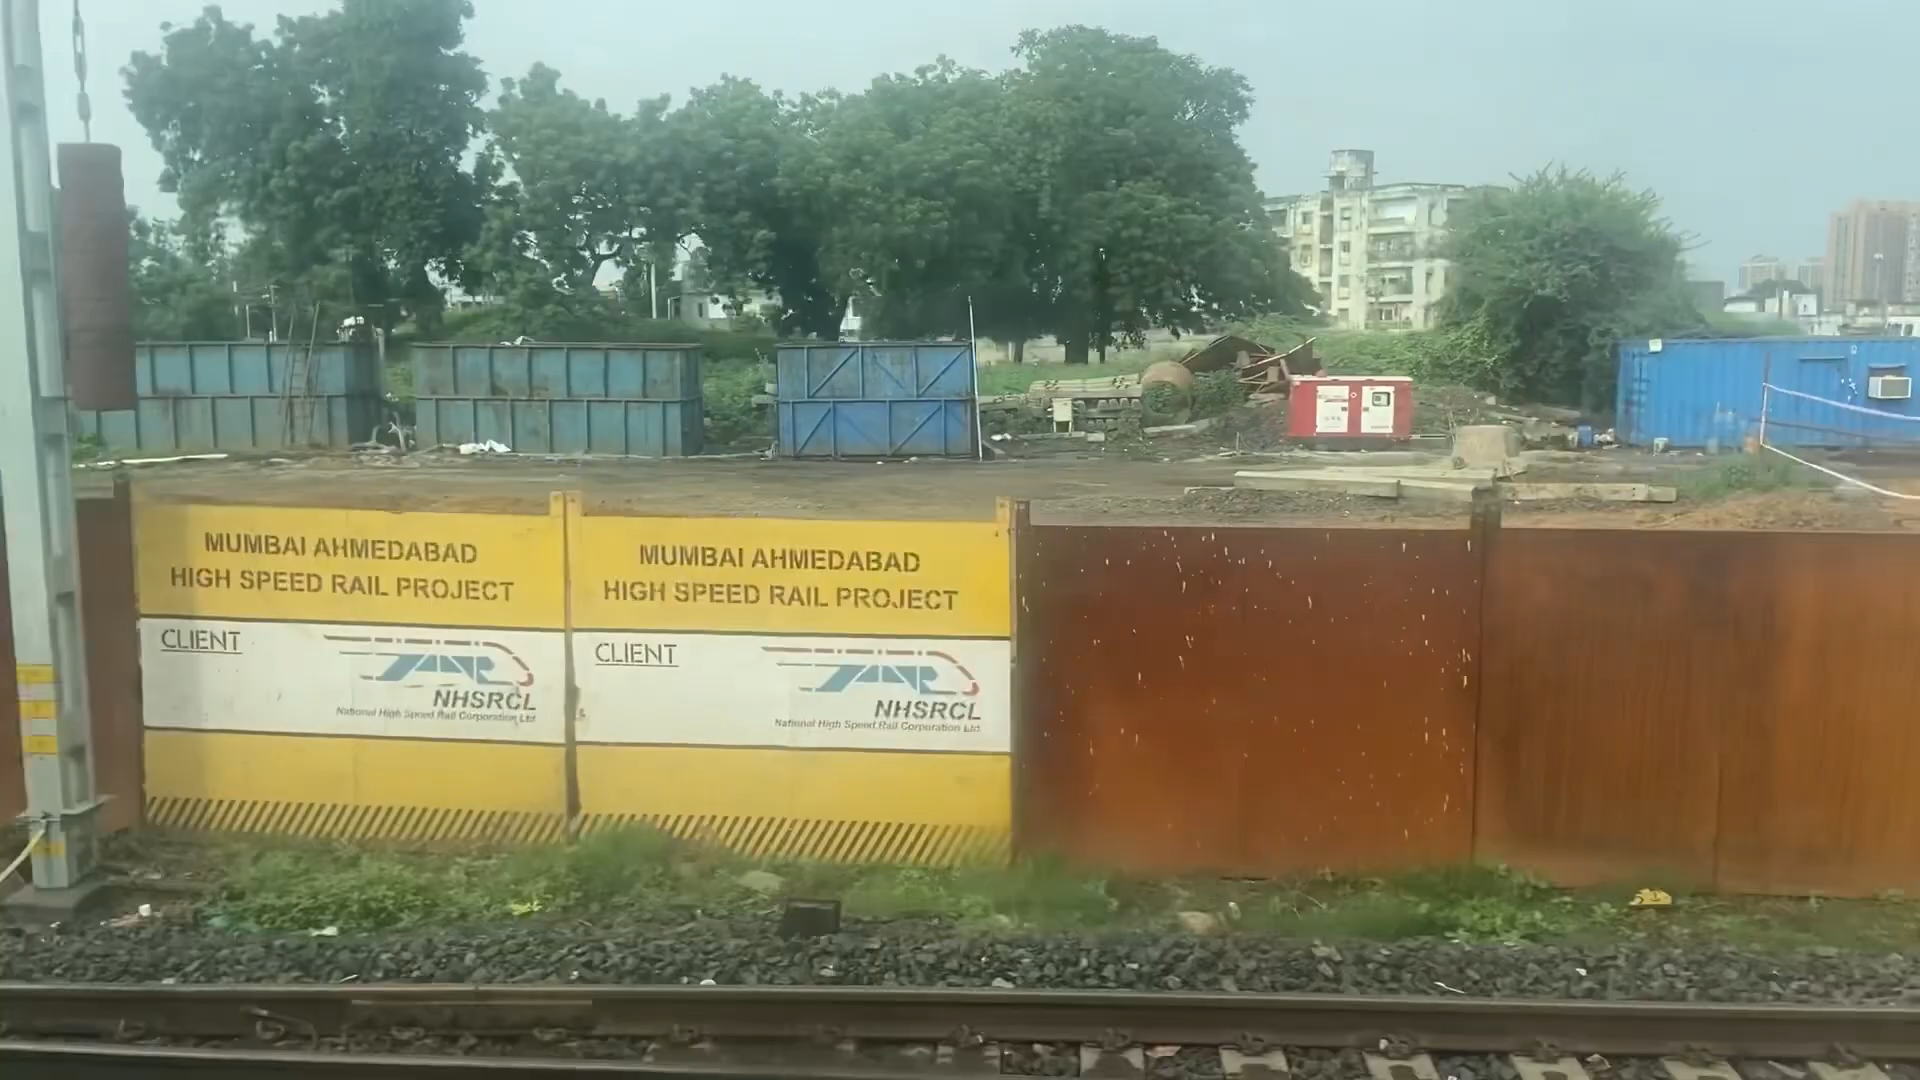 MUMBAI AHMEDABAD
HIGH SPEED RAIL PROJECT
CLIENT
NHSRCL
National High Speed Rail Corporation Ltd
MUMBAI AHMEDABAD
HIGH SPEED RAIL PROJECT
CLIENT
NHSRCL
National High Speed Rail Corporation Ltd.